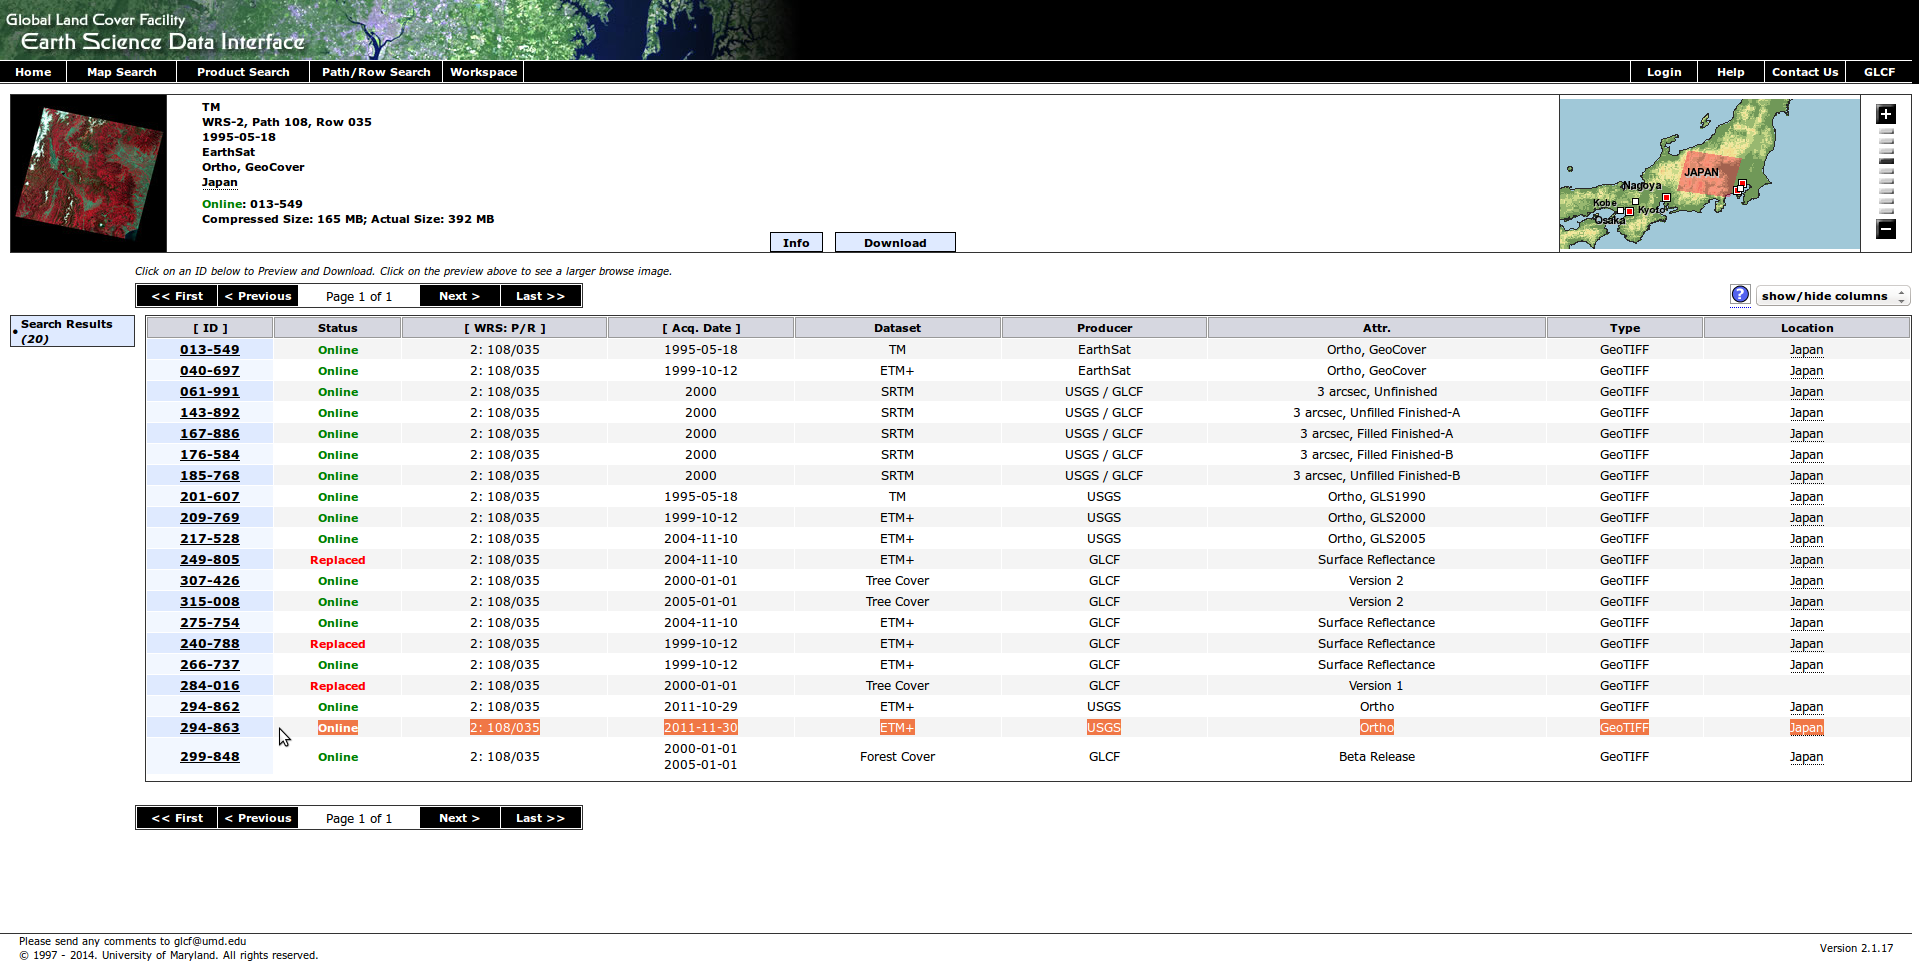 Global Land Cover Facility
Earth Science Data Interface
Home Map Search Product Search Path/Row Search Workspace Login Help Contact Us GLCF
TM
WRS-2, Path 108, Row 035
1995-05-18
EarthSat
Ortho, GeoCover
Japan
Online: 013-549
Compressed Size: 165 MB; Actual Size: 392 MB
Info Download
JAPAN
Nagoya
Kobe
Kyoto
Osaka
+
−
Click on an ID below to Preview and Download. Click on the preview above to see a larger browse image.
<< First < Previous Page 1 of 1 Next > Last >>
? show/hide columns
Search Results
(20)
[ ID ] Status [ WRS: P/R ] [ Acq. Date ] Dataset Producer Attr. Type Location
013-549 Online 2: 108/035 1995-05-18 TM EarthSat Ortho, GeoCover GeoTIFF Japan
040-697 Online 2: 108/035 1999-10-12 ETM+ EarthSat Ortho, GeoCover GeoTIFF Japan
061-991 Online 2: 108/035 2000 SRTM USGS / GLCF 3 arcsec, Unfinished GeoTIFF Japan
143-892 Online 2: 108/035 2000 SRTM USGS / GLCF 3 arcsec, Unfilled Finished-A GeoTIFF Japan
167-886 Online 2: 108/035 2000 SRTM USGS / GLCF 3 arcsec, Filled Finished-A GeoTIFF Japan
176-584 Online 2: 108/035 2000 SRTM USGS / GLCF 3 arcsec, Filled Finished-B GeoTIFF Japan
185-768 Online 2: 108/035 2000 SRTM USGS / GLCF 3 arcsec, Unfilled Finished-B GeoTIFF Japan
201-607 Online 2: 108/035 1995-05-18 TM USGS Ortho, GLS1990 GeoTIFF Japan
209-769 Online 2: 108/035 1999-10-12 ETM+ USGS Ortho, GLS2000 GeoTIFF Japan
217-528 Online 2: 108/035 2004-11-10 ETM+ USGS Ortho, GLS2005 GeoTIFF Japan
249-805 Replaced 2: 108/035 2004-11-10 ETM+ GLCF Surface Reflectance GeoTIFF Japan
307-426 Online 2: 108/035 2000-01-01 Tree Cover GLCF Version 2 GeoTIFF Japan
315-008 Online 2: 108/035 2005-01-01 Tree Cover GLCF Version 2 GeoTIFF Japan
275-754 Online 2: 108/035 2004-11-10 ETM+ GLCF Surface Reflectance GeoTIFF Japan
240-788 Replaced 2: 108/035 1999-10-12 ETM+ GLCF Surface Reflectance GeoTIFF Japan
266-737 Online 2: 108/035 1999-10-12 ETM+ GLCF Surface Reflectance GeoTIFF Japan
284-016 Replaced 2: 108/035 2000-01-01 Tree Cover GLCF Version 1 GeoTIFF
294-862 Online 2: 108/035 2011-10-29 ETM+ USGS Ortho GeoTIFF Japan
294-863 Online 2: 108/035 2011-11-30 ETM+ USGS Ortho GeoTIFF Japan
299-848 Online 2: 108/035 2000-01-01 2005-01-01 Forest Cover GLCF Beta Release GeoTIFF Japan
<< First < Previous Page 1 of 1 Next > Last >>
Please send any comments to glcf@umd.edu
© 1997 - 2014. University of Maryland. All rights reserved.
Version 2.1.17